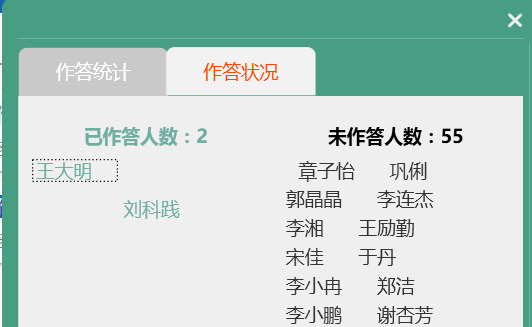 作答统计 作答状况
已作答人数：2
王大明
刘科践
未作答人数：55
章子怡 巩俐
郭晶晶 李连杰
李湘 王励勤
宋佳 于丹
李小冉 郑洁
李小鹏 谢杏芳